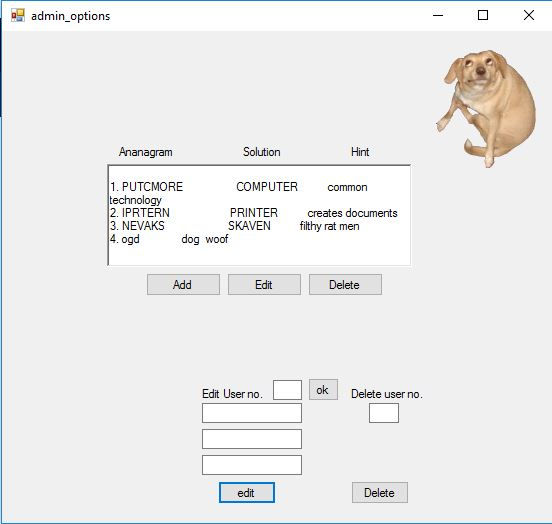 admin_options
Ananagram Solution Hint
1. PUTCMORE COMPUTER common
technology
2. IPRTERN PRINTER creates documents
3. NEVAKS SKAVEN filthy rat men
4. ogd dog woof
Add Edit Delete
Edit User no. ok Delete user no.
edit Delete